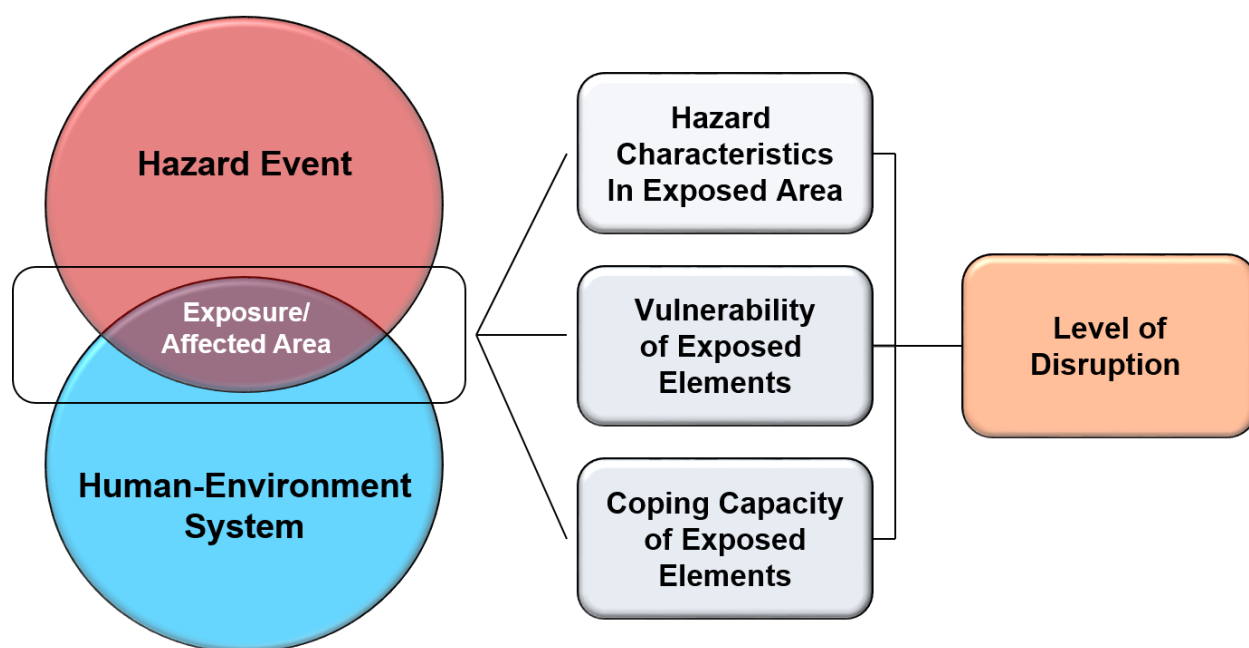 Hazard Event
Exposure/
Affected Area
Human-Environment
System
Hazard
Characteristics
In Exposed Area
Vulnerability
of Exposed
Elements
Coping Capacity
of Exposed
Elements
Level of
Disruption